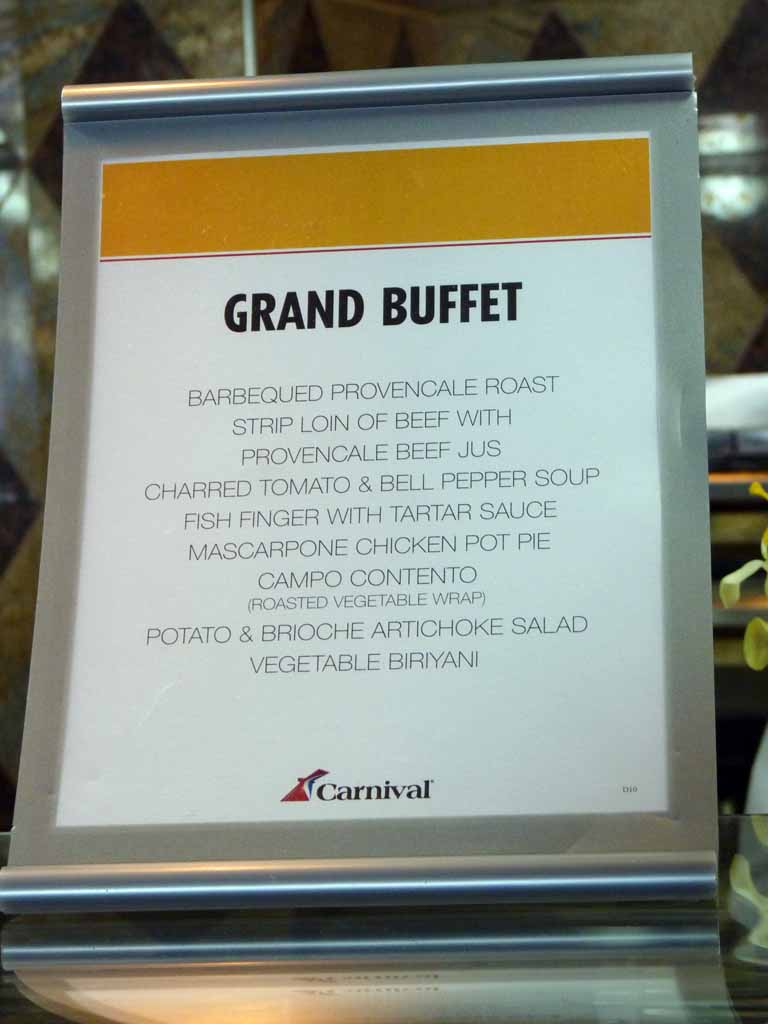 GRAND BUFFET
BARBEQUED PROVENCALE ROAST
STRIP LOIN OF BEEF WITH
PROVENCALE BEEF JUS
CHARRED TOMATO & BELL PEPPER SOUP
FISH FINGER WITH TARTAR SAUCE
MASCARPONE CHICKEN POT PIE
CAMPO CONTENTO
(ROASTED VEGETABLE WRAP)
POTATO & BRIOCHE ARTICHOKE SALAD
VEGETABLE BIRIYANI
Carnival
D10